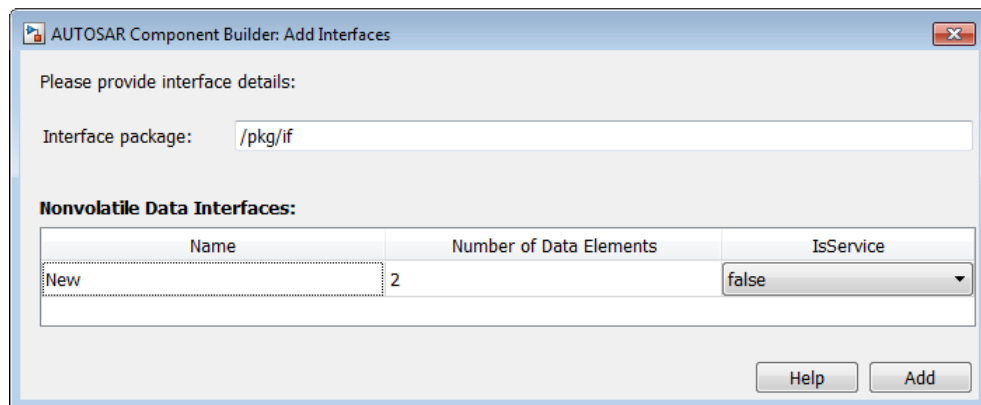 AUTOSAR Component Builder: Add Interfaces
Please provide interface details:
Interface package: /pkg/if
Nonvolatile Data Interfaces:
Name Number of Data Elements IsService
New 2 false
Help Add